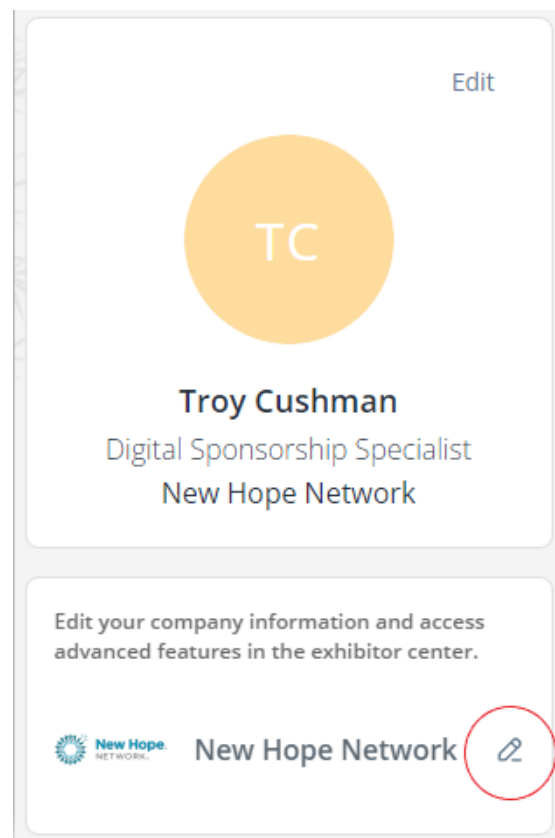 Edit
TC
Troy Cushman
Digital Sponsorship Specialist
New Hope Network
Edit your company information and access
advanced features in the exhibitor center.
New Hope
NETWORK.
New Hope Network